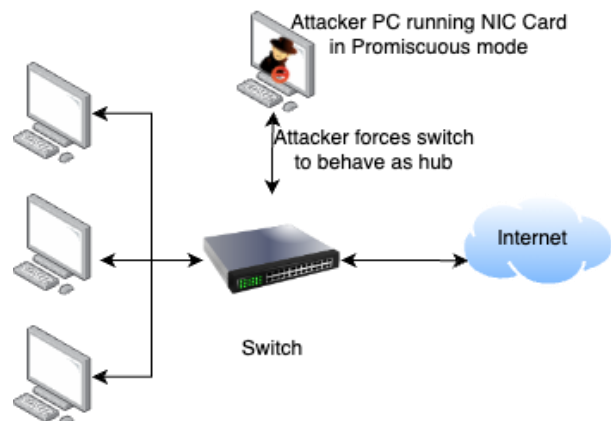 Attacker PC running NIC Card
in Promiscuous mode
Attacker forces switch
to behave as hub
Internet
Switch